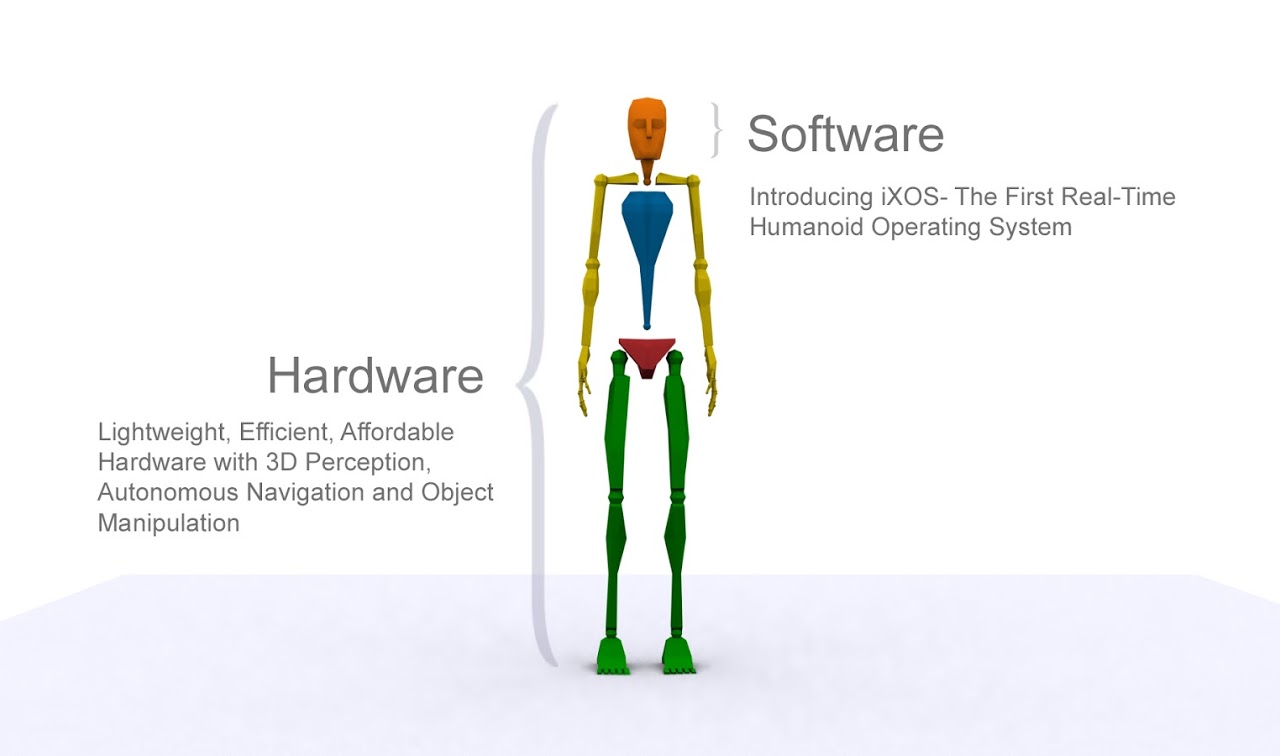 Software
Introducing iXOS- The First Real-Time
Humanoid Operating System
Hardware
Lightweight, Efficient, Affordable
Hardware with 3D Perception,
Autonomous Navigation and Object
Manipulation